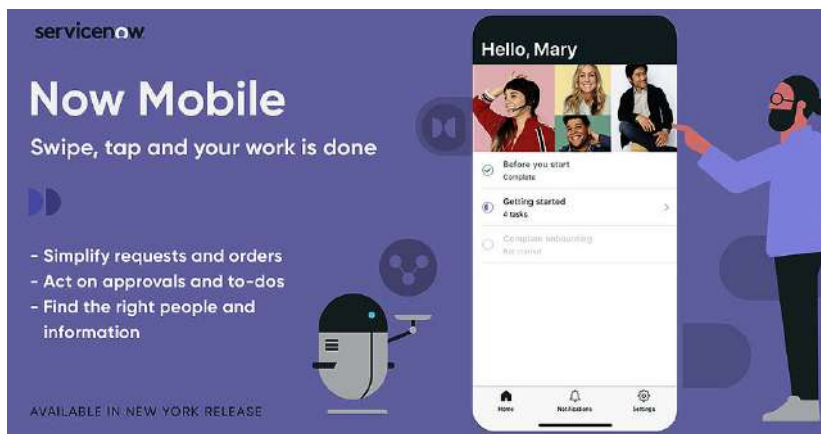 servicenow
Now Mobile
Swipe, tap and your work is done
- Simplify requests and orders
- Act on approvals and to-dos
- Find the right people and
information
AVAILABLE IN NEW YORK RELEASE
Hello, Mary
Before you start
Complete
Getting started
4 tasks
Complete onboarding
Not started
Home
Notifications
Settings